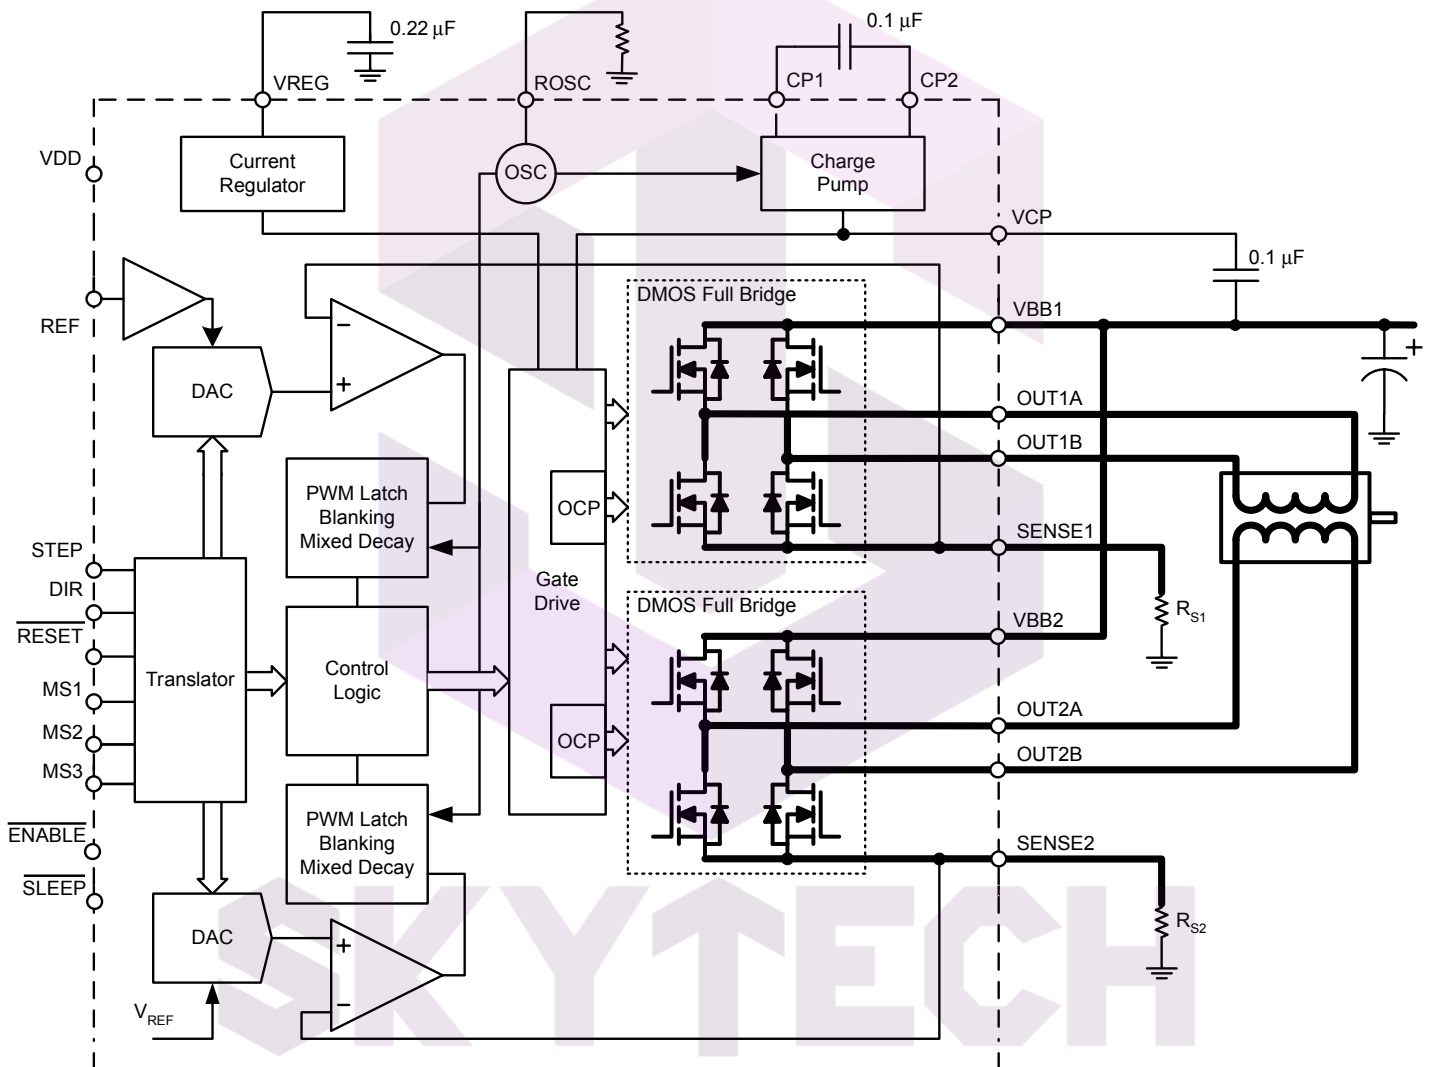 0.22 μF
0.1 μF
VREG
ROSC
CP1
CP2
VDD
Current
Regulator
OSC
Charge
Pump
VCP
0.1 μF
REF
DMOS Full Bridge
VBB1
+
−
+
DAC
OUT1A
OUT1B
PWM Latch
Blanking
Mixed Decay
OCP
SENSE1
STEP
DIR
RESET
MS1
MS2
MS3
Translator
Control
Logic
Gate
Drive
DMOS Full Bridge
RS1
VBB2
OUT2A
OCP
OUT2B
PWM Latch
Blanking
Mixed Decay
ENABLE
SLEEP
SENSE2
DAC
+
−
RS2
VREF
SKYTECH